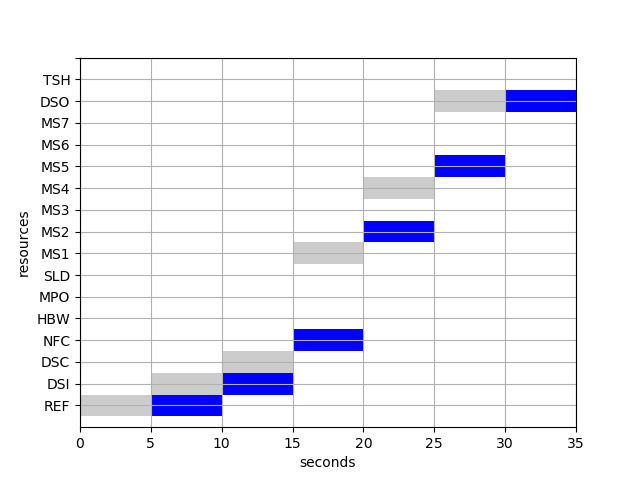 TSH
DSO
MS7
MS6
MS5
MS4
MS3
MS2
MS1
SLD
MPO
HBW
NFC
DSC
DSI
REF
resources
0 5 10 15 20 25 30 35
seconds